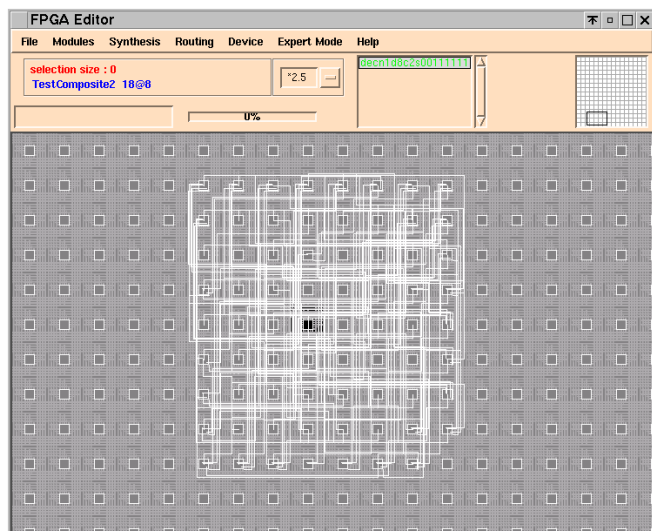 FPGA Editor
File Modules Synthesis Routing Device Expert Mode Help
selection size : 0
TestComposite2 18@8
*2.5
decn1d8c2s00111111
0%